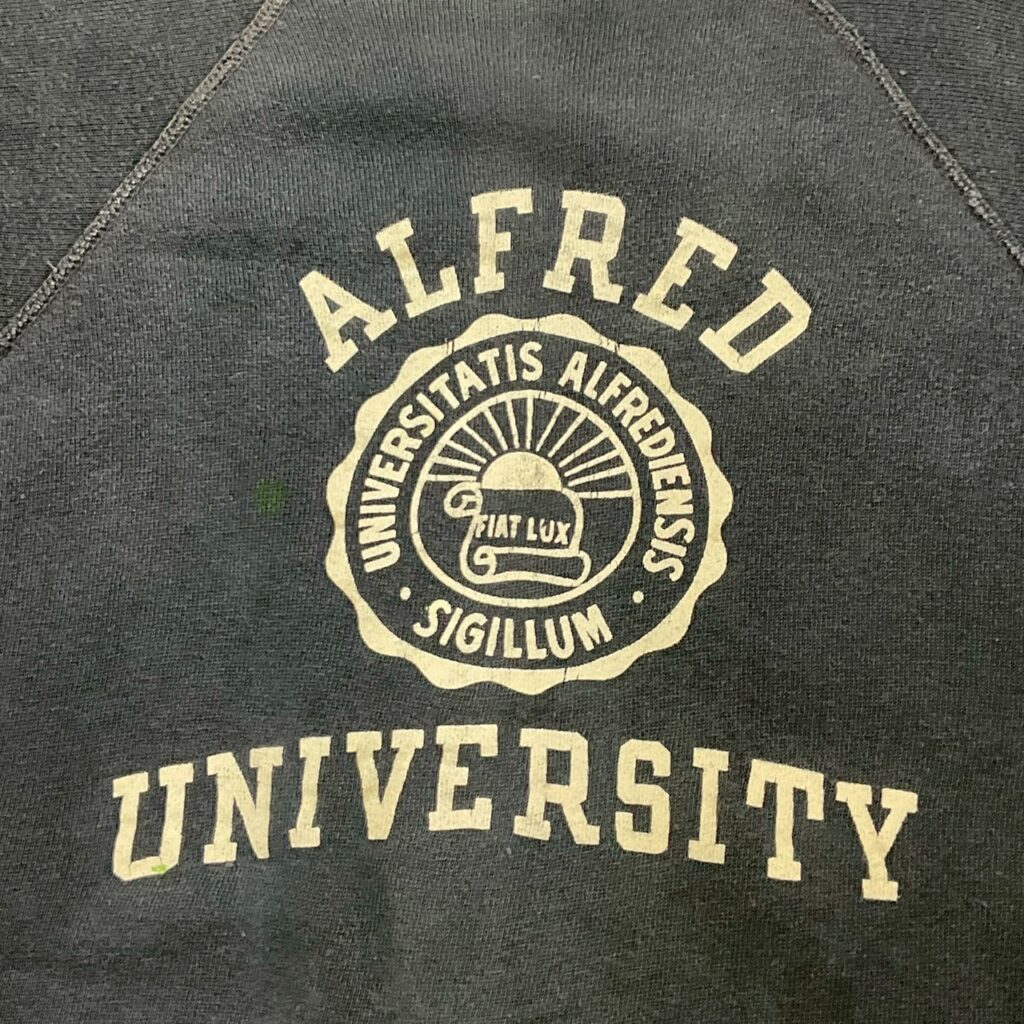 ALFRED
UNIVERSITATIS ALFREDIENSIS
FIAT LUX
• SIGILLUM •
UNIVERSITY